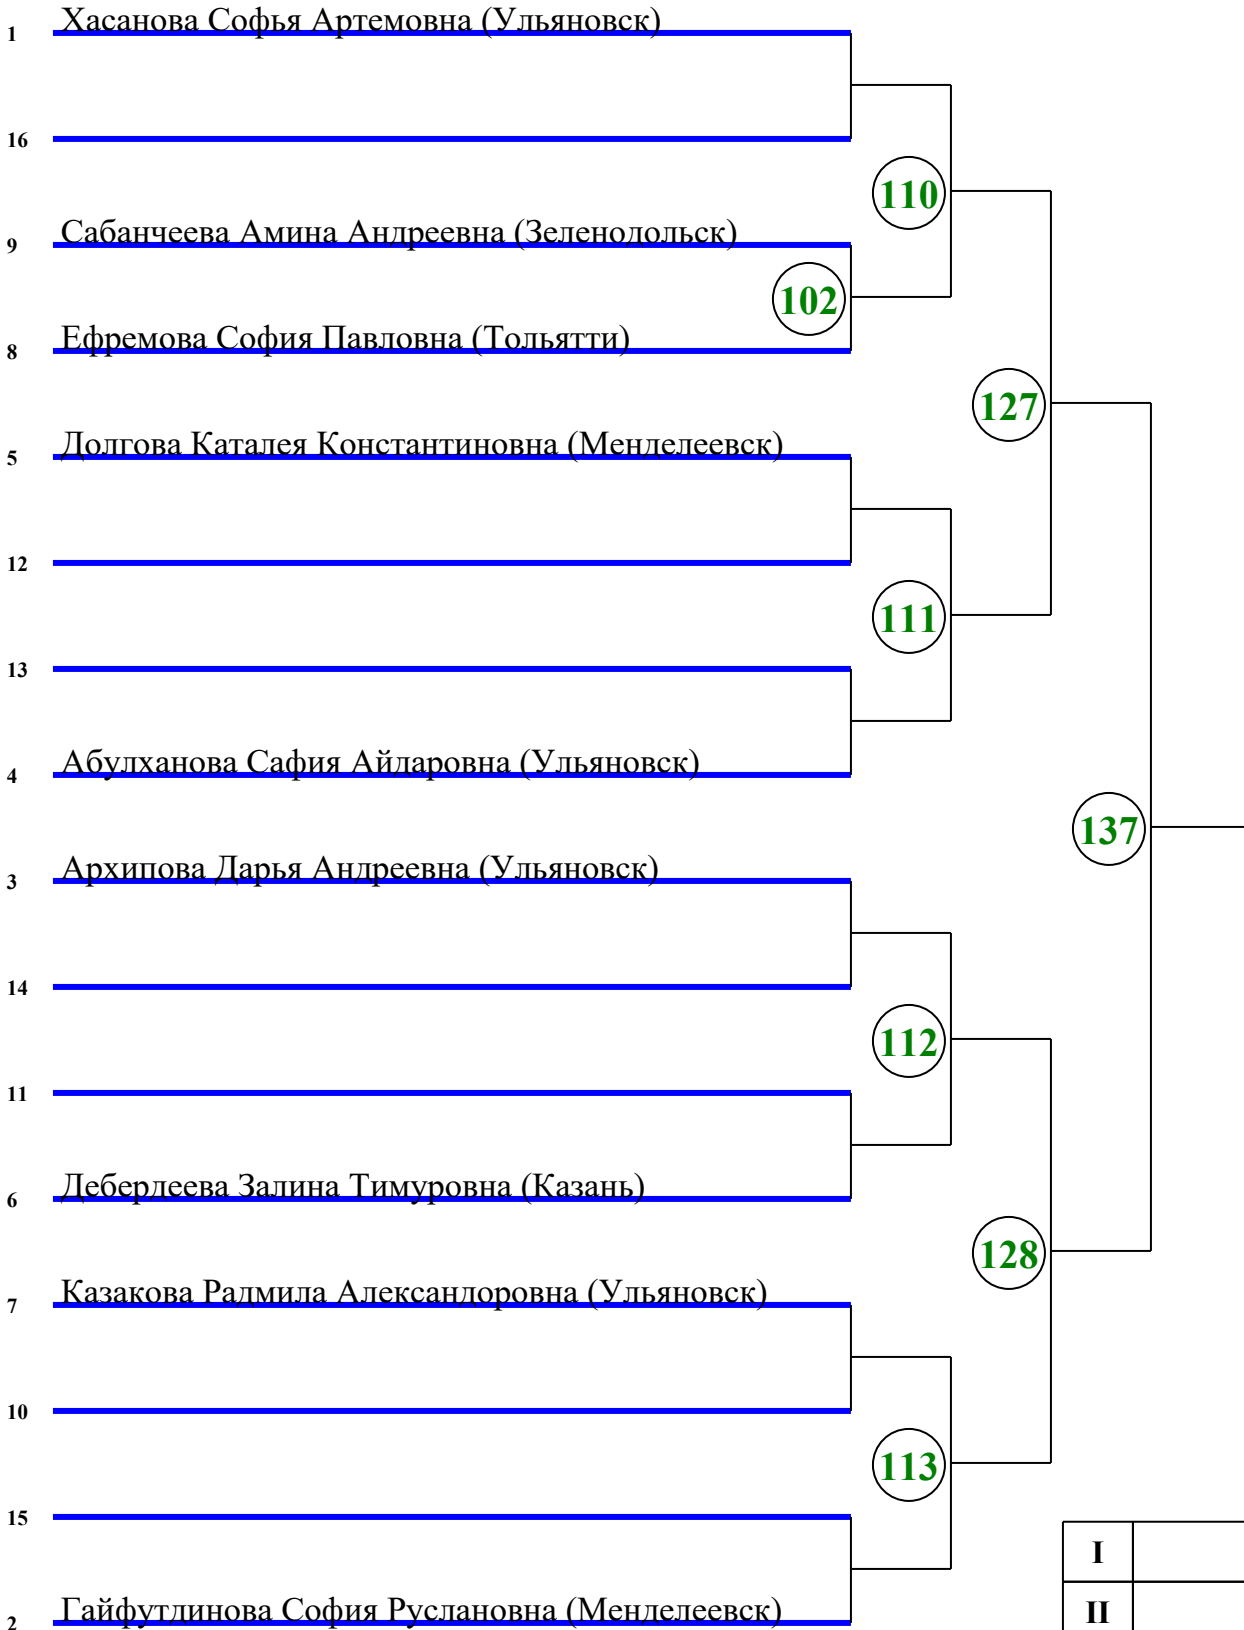 1 Хасанова Софья Артемовна (Ульяновск)
16
110
9 Сабанчеева Амина Андреевна (Зеленодольск)
102
8 Ефремова София Павловна (Тольятти)
127
5 Долгова Каталея Константиновна (Менделеевск)
12
111
13
4 Абулханова Сафия Айдаровна (Ульяновск)
137
3 Архипова Дарья Андреевна (Ульяновск)
14
112
11
6 Дебердеева Залина Тимуровна (Казань)
128
7 Казакова Радмила Александоровна (Ульяновск)
10
113
15
I
2 Гайфутдинова София Руслановна (Менделеевск)
II